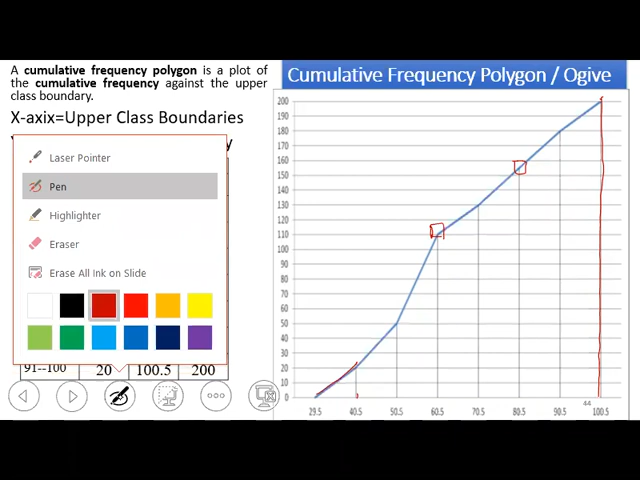 A cumulative frequency polygon is a plot of
the cumulative frequency against the upper
class boundary.
X-axix=Upper Class Boundaries
Laser Pointer
Pen
Highlighter
Eraser
Erase All Ink on Slide
91--100 20 100.5 200
Cumulative Frequency Polygon / Ogive
200
190
180
170
160
150
140
130
120
110
100
90
80
70
60
50
40
30
20
10
0
29.5 40.5 50.5 60.5 70.5 80.5 90.5 100.5
44